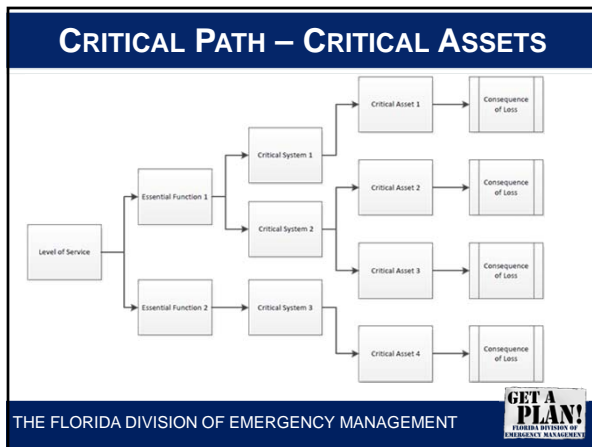 CRITICAL PATH – CRITICAL ASSETS
Critical Asset 1
Consequence
of Loss
Critical System 1
Essential Function 1
Critical Asset 2
Consequence
of Loss
Critical System 2
Level of Service
Critical Asset 3
Consequence
of Loss
Essential Function 2
Critical System 3
Critical Asset 4
Consequence
of Loss
THE FLORIDA DIVISION OF EMERGENCY MANAGEMENT
GET A
PLAN!
FLORIDA DIVISION OF
EMERGENCY MANAGEMENT